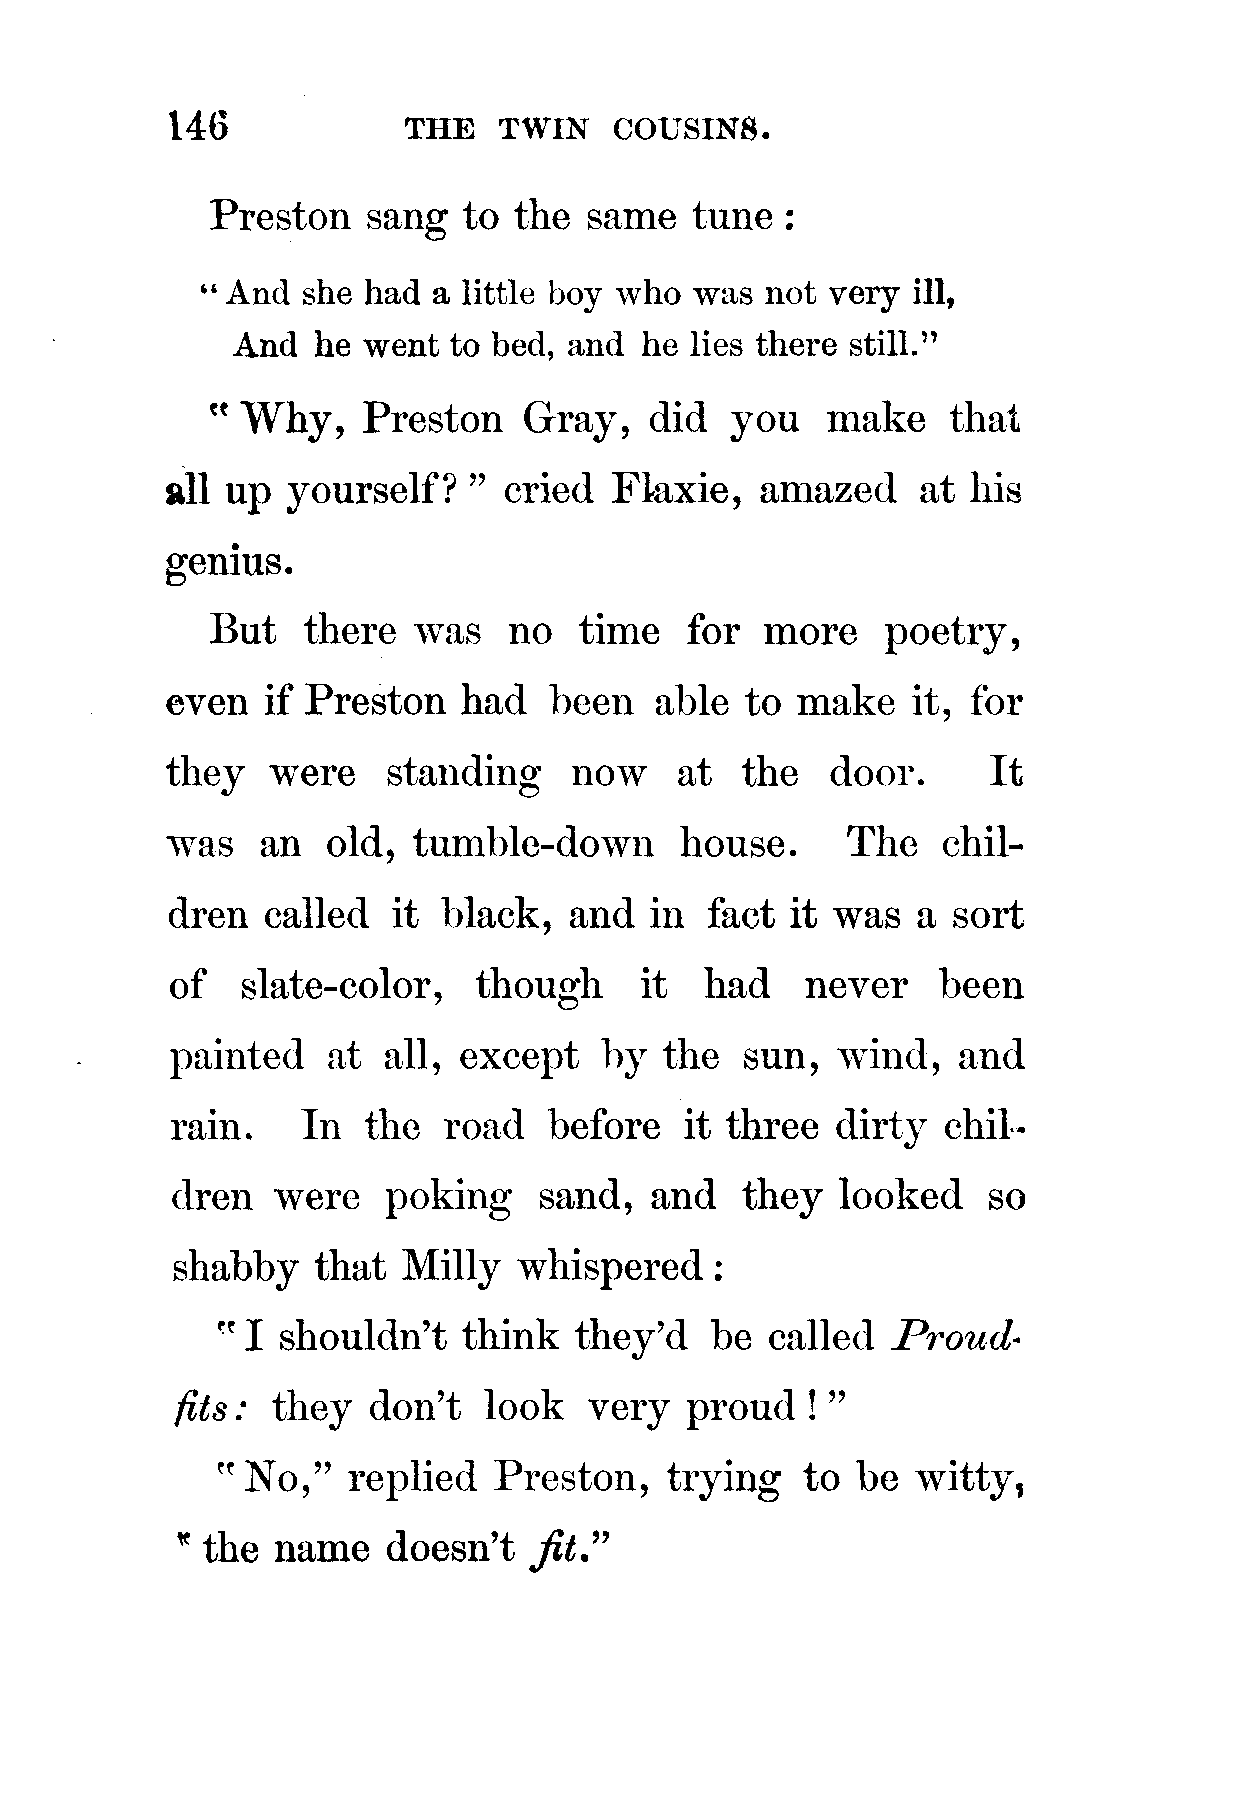 146 THE TWIN COUSINS.
Preston sang to the same tune :
“ And she had a little boy who was not very ill,
And he went to bed, and he lies there still.”
“ Why, Preston Gray, did you make that
all up yourself? ” cried Flaxie, amazed at his
genius.
But there was no time for more poetry,
even if Preston had been able to make it, for
they were standing now at the door. It
was an old, tumble-down house. The chil-
dren called it black, and in fact it was a sort
of slate-color, though it had never been
painted at all, except by the sun, wind, and
rain. In the road before it three dirty chil-
dren were poking sand, and they looked so
shabby that Milly whispered :
“ I shouldn’t think they’d be called Proud-
fits : they don’t look very proud ! ”
“ No,” replied Preston, trying to be witty,
“ the name doesn’t fit.”